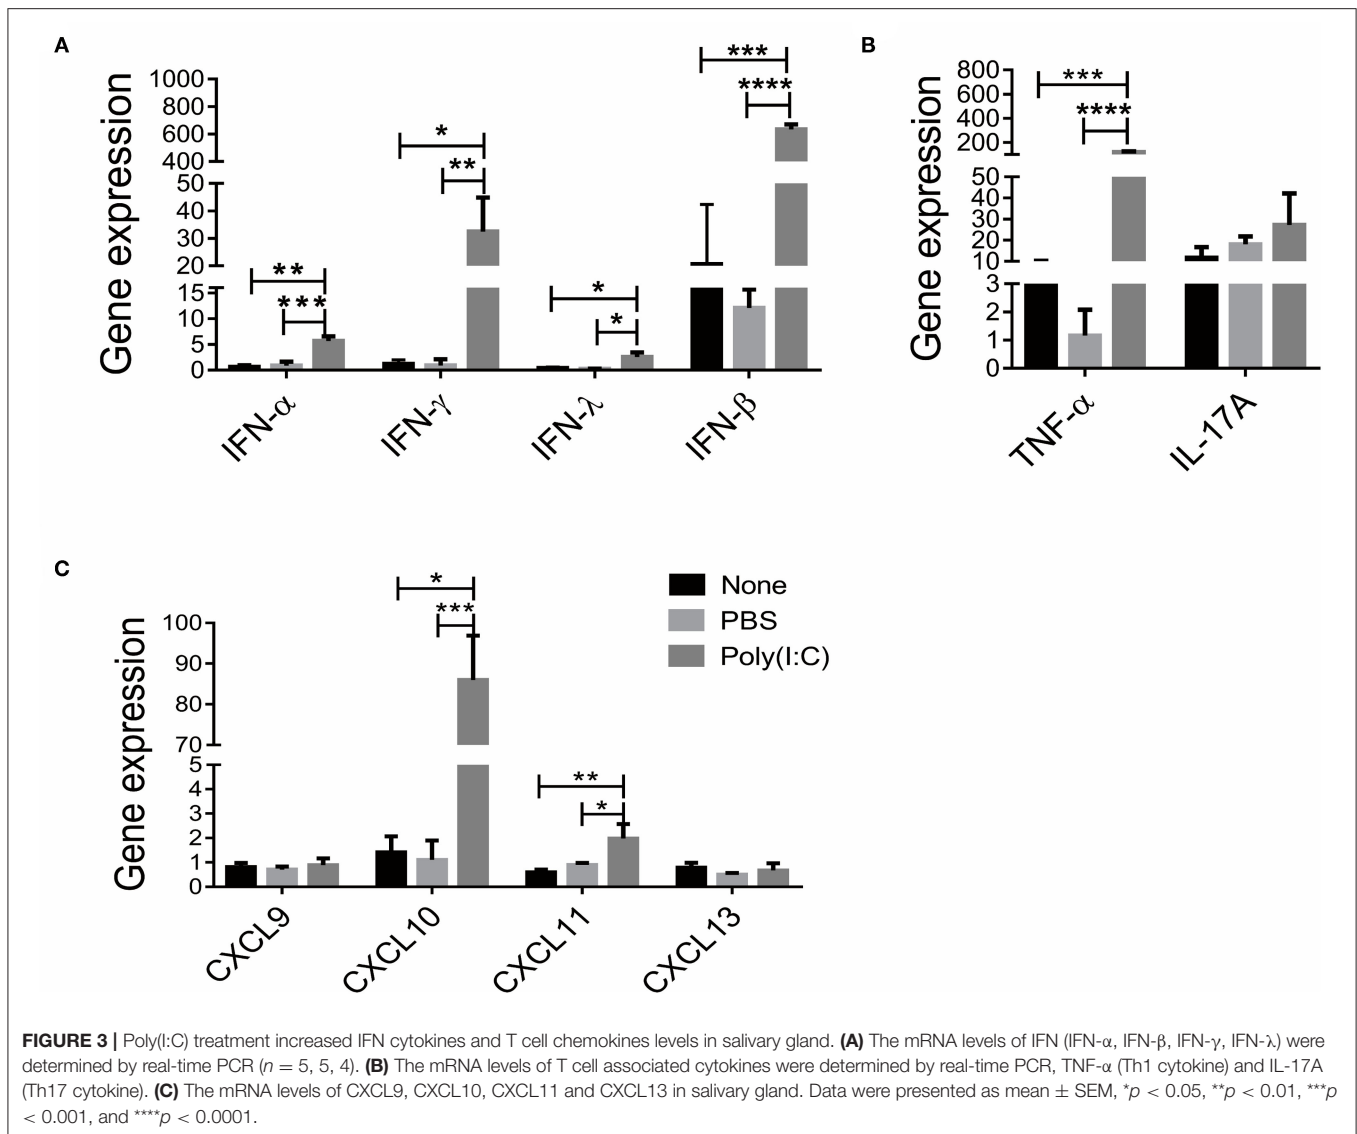 A
Gene expression
1000
800
600
400
50
40
30
20
15
10
5
0
**
***
*
**
*
*
***
****
IFN-α
IFN-γ
IFN-λ
IFN-β
B
Gene expression
800
600
400
200
50
40
30
20
10
3
2
1
0
***
****
TNF-α
IL-17A
C
Gene expression
100
90
80
70
5
4
3
2
1
0
*
***
**
*
CXCL9
CXCL10
CXCL11
CXCL13
None
PBS
Poly(I:C)
FIGURE 3 | Poly(I:C) treatment increased IFN cytokines and T cell chemokines levels in salivary gland. (A) The mRNA levels of IFN (IFN-α, IFN-β, IFN-γ, IFN-λ) were
determined by real-time PCR (n = 5, 5, 4). (B) The mRNA levels of T cell associated cytokines were determined by real-time PCR, TNF-α (Th1 cytokine) and IL-17A
(Th17 cytokine). (C) The mRNA levels of CXCL9, CXCL10, CXCL11 and CXCL13 in salivary gland. Data were presented as mean ± SEM, *p < 0.05, **p < 0.01, ***p
< 0.001, and ****p < 0.0001.